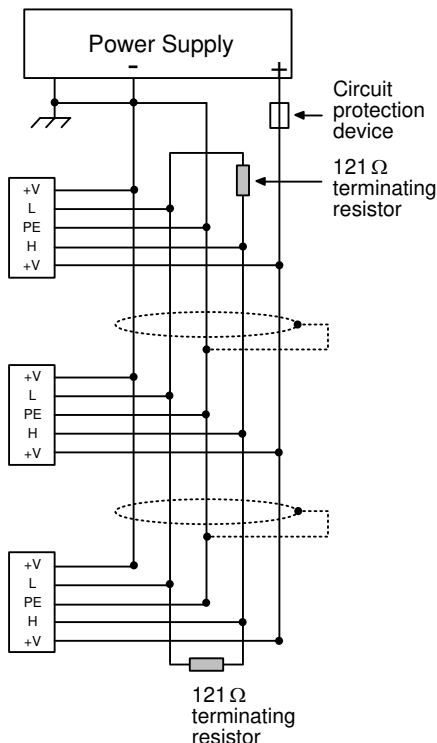 Power Supply
-
+
Circuit
protection
device
121 Ω
terminating
resistor
+V
L
PE
H
+V
+V
L
PE
H
+V
+V
L
PE
H
+V
121 Ω
terminating
resistor